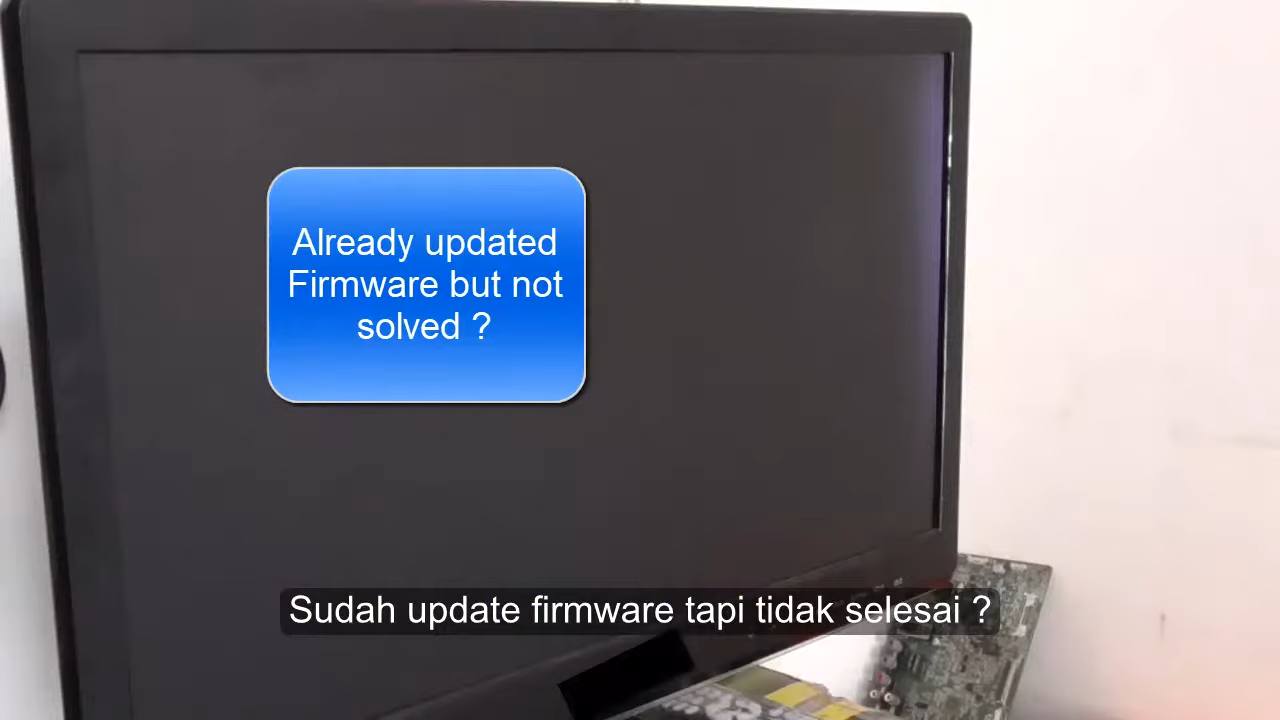 Already updated
Firmware but not
solved ?
Sudah update firmware tapi tidak selesai ?